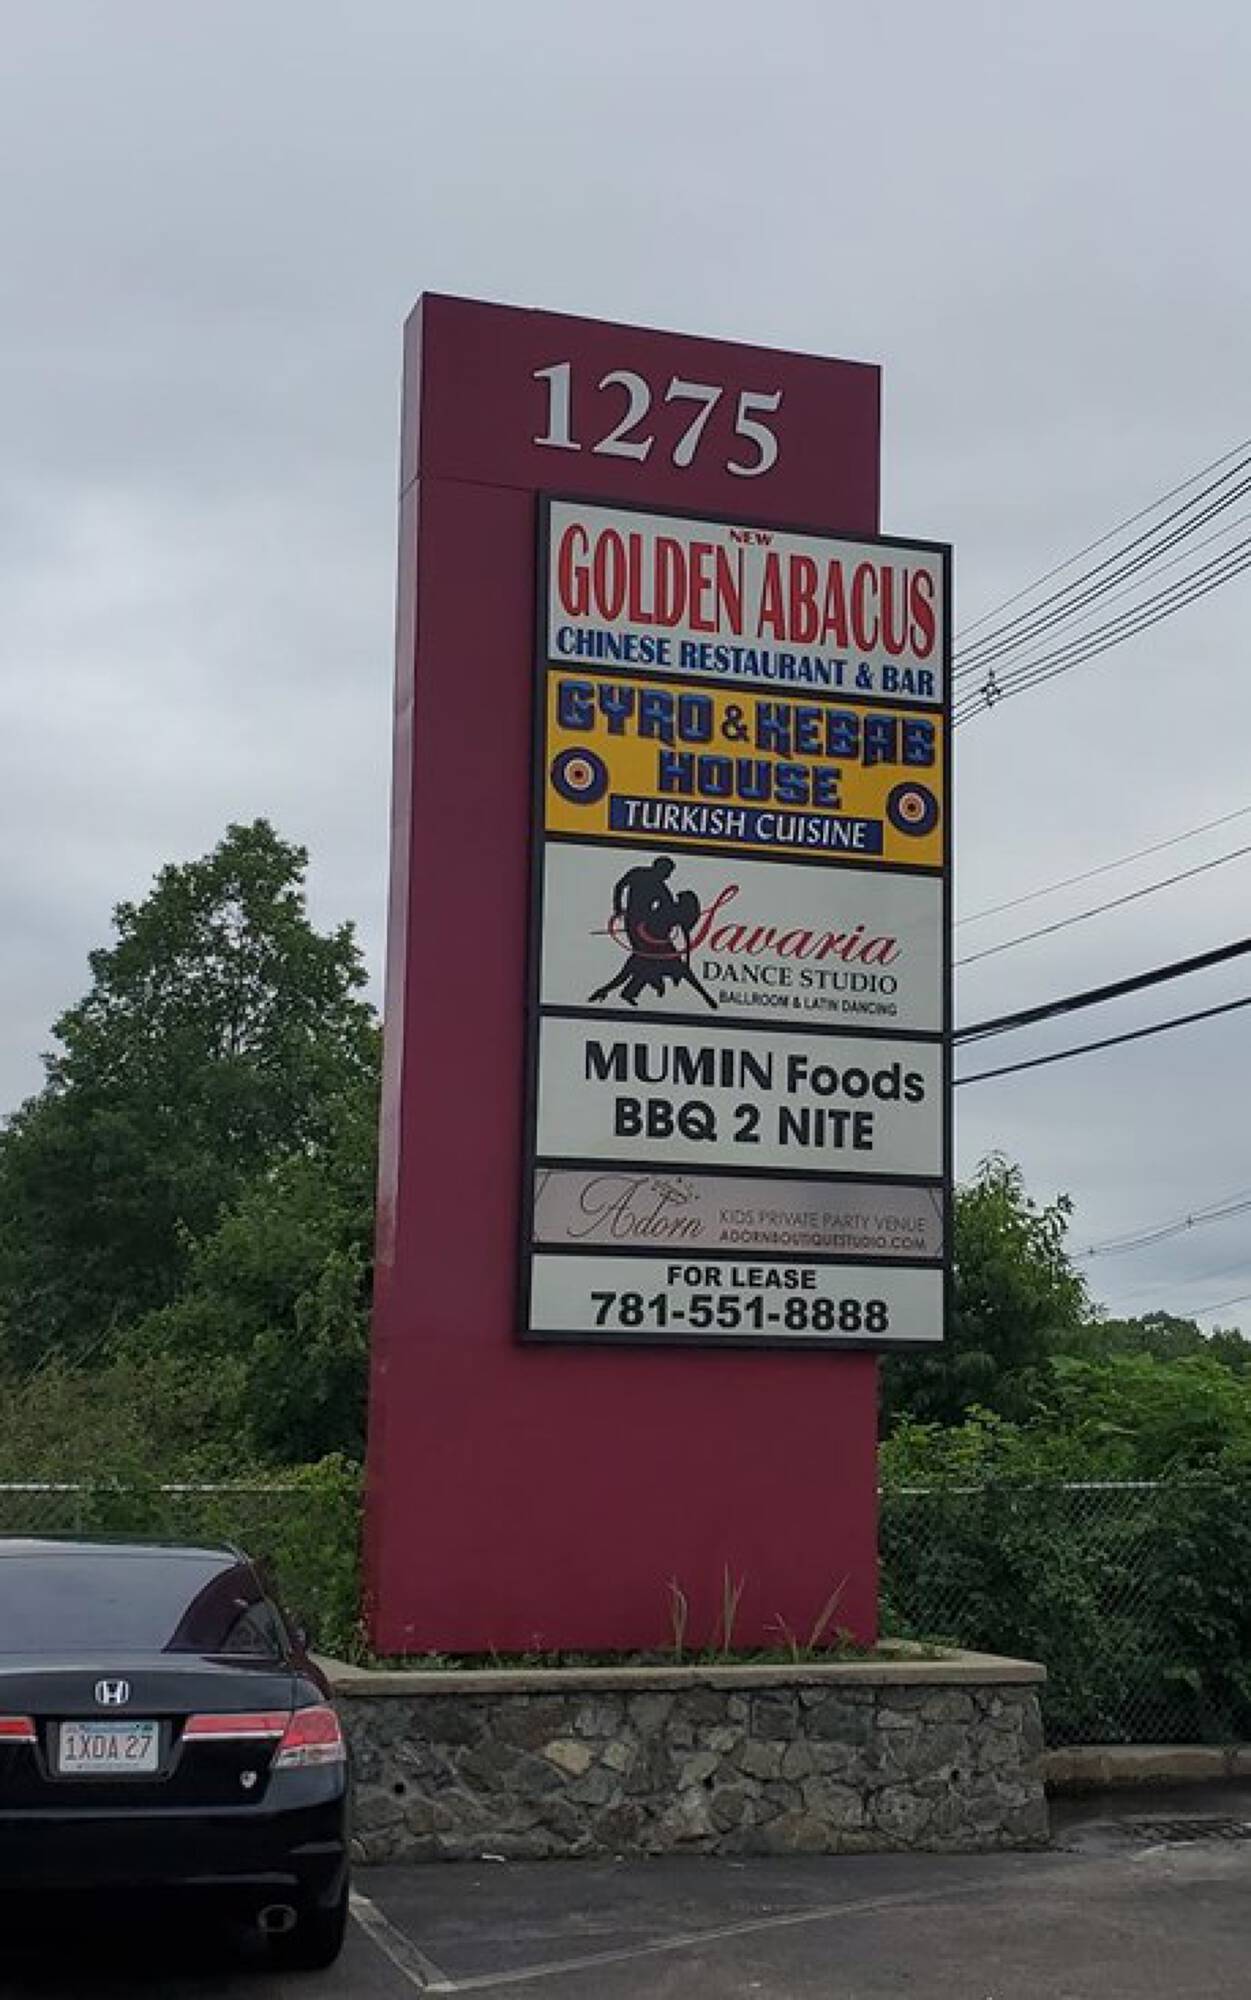 1275
NEW
GOLDEN ABACUS
CHINESE RESTAURANT & BAR
GYRO & KEBAB
HOUSE
TURKISH CUISINE
Savaria
DANCE STUDIO
BALLROOM & LATIN DANCING
MUMIN Foods
BBQ 2 NITE
Adorn
KIDS PRIVATE PARTY VENUE
ADORNBOUTIQUESTUDIO.COM
FOR LEASE
781-551-8888
1XDA 27